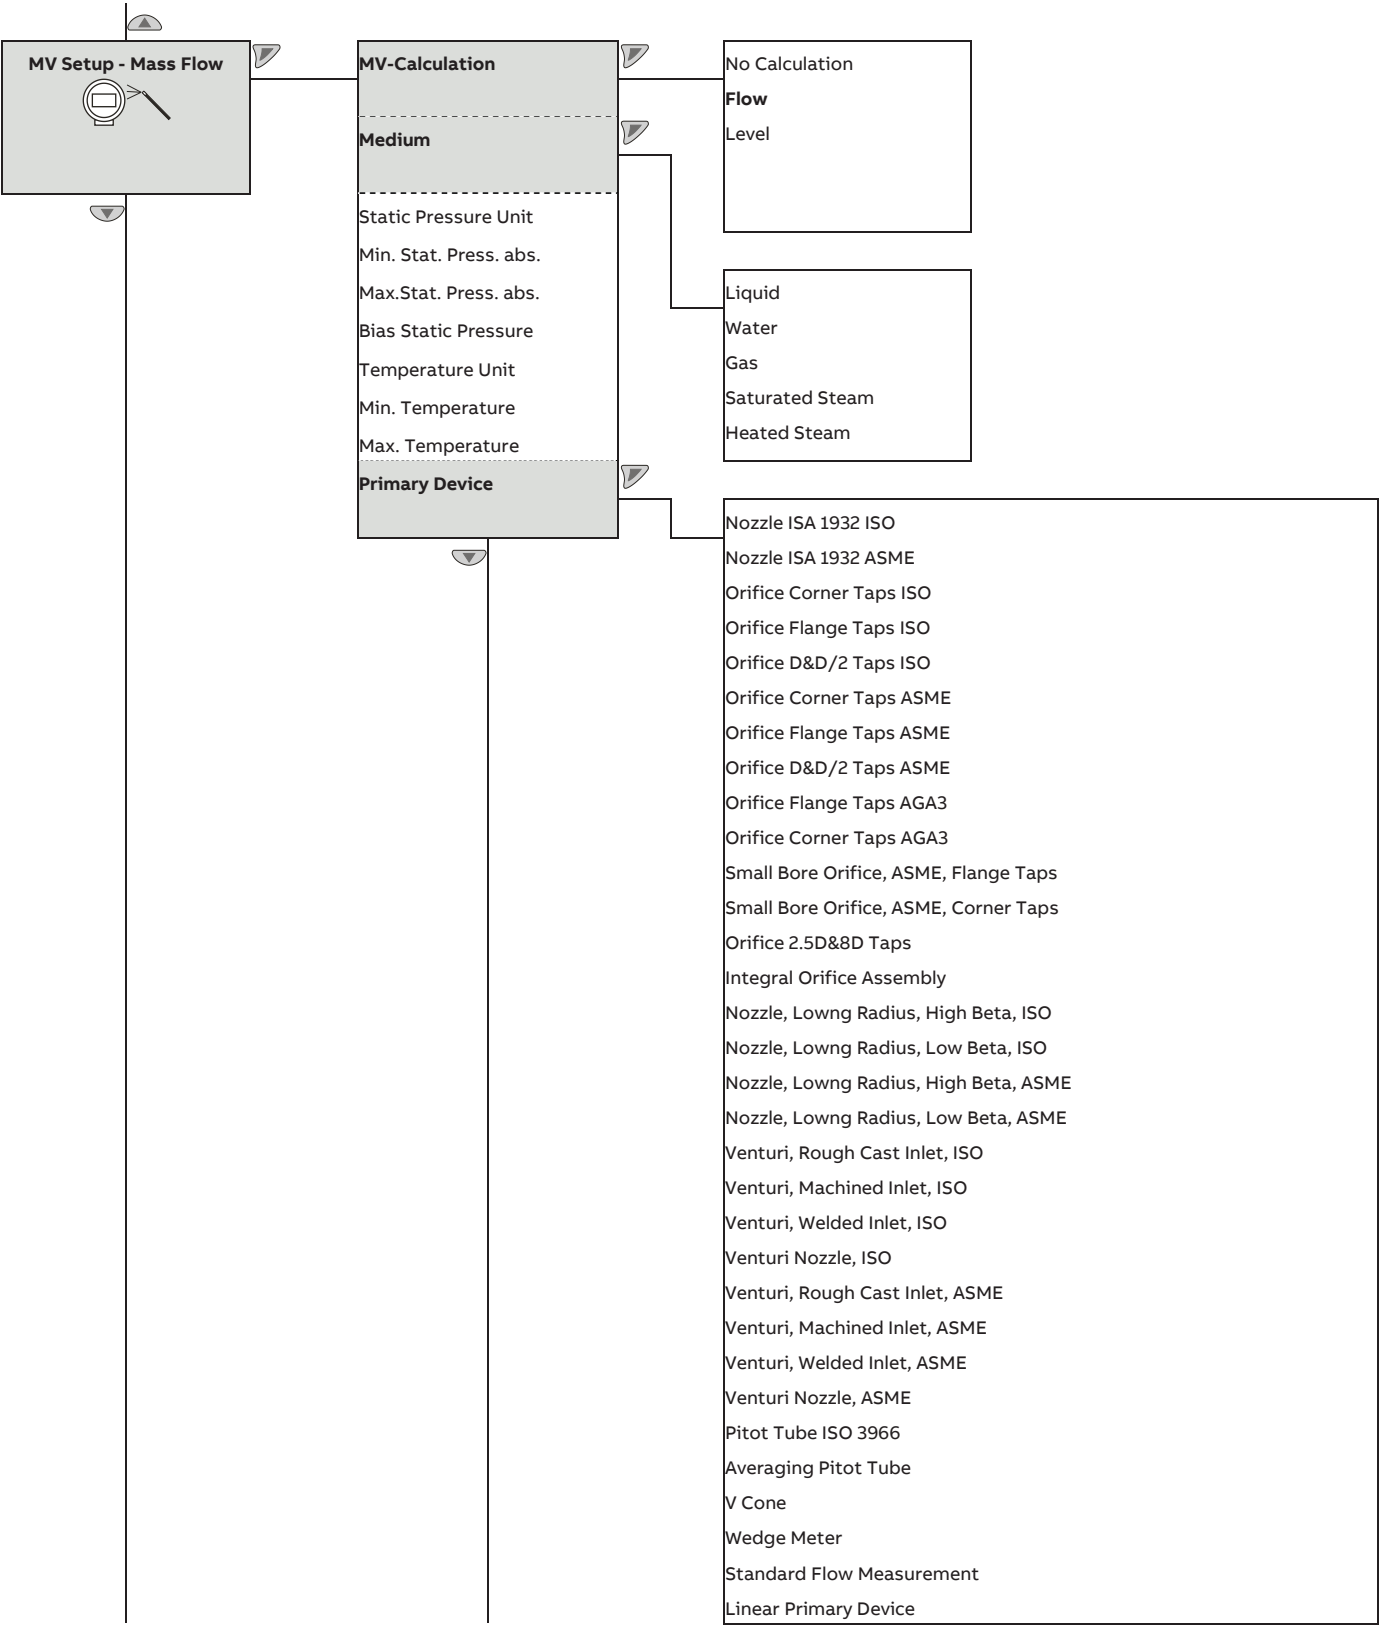 MV Setup - Mass Flow
MV-Calculation
Medium
Static Pressure Unit
Min. Stat. Press. abs.
Max.Stat. Press. abs.
Bias Static Pressure
Temperature Unit
Min. Temperature
Max. Temperature
Primary Device
No Calculation
Flow
Level
Liquid
Water
Gas
Saturated Steam
Heated Steam
Nozzle ISA 1932 ISO
Nozzle ISA 1932 ASME
Orifice Corner Taps ISO
Orifice Flange Taps ISO
Orifice D&D/2 Taps ISO
Orifice Corner Taps ASME
Orifice Flange Taps ASME
Orifice D&D/2 Taps ASME
Orifice Flange Taps AGA3
Orifice Corner Taps AGA3
Small Bore Orifice, ASME, Flange Taps
Small Bore Orifice, ASME, Corner Taps
Orifice 2.5D&8D Taps
Integral Orifice Assembly
Nozzle, Lowng Radius, High Beta, ISO
Nozzle, Lowng Radius, Low Beta, ISO
Nozzle, Lowng Radius, High Beta, ASME
Nozzle, Lowng Radius, Low Beta, ASME
Venturi, Rough Cast Inlet, ISO
Venturi, Machined Inlet, ISO
Venturi, Welded Inlet, ISO
Venturi Nozzle, ISO
Venturi, Rough Cast Inlet, ASME
Venturi, Machined Inlet, ASME
Venturi, Welded Inlet, ASME
Venturi Nozzle, ASME
Pitot Tube ISO 3966
Averaging Pitot Tube
V Cone
Wedge Meter
Standard Flow Measurement
Linear Primary Device